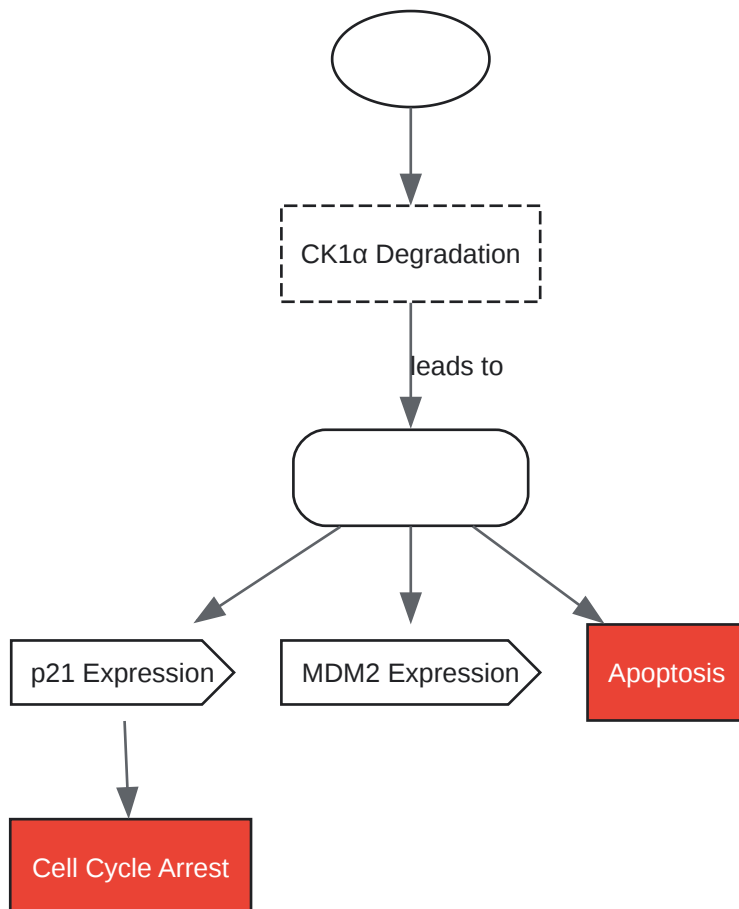 CK1α Degradation
leads to
p21 Expression
MDM2 Expression
Apoptosis
Cell Cycle Arrest